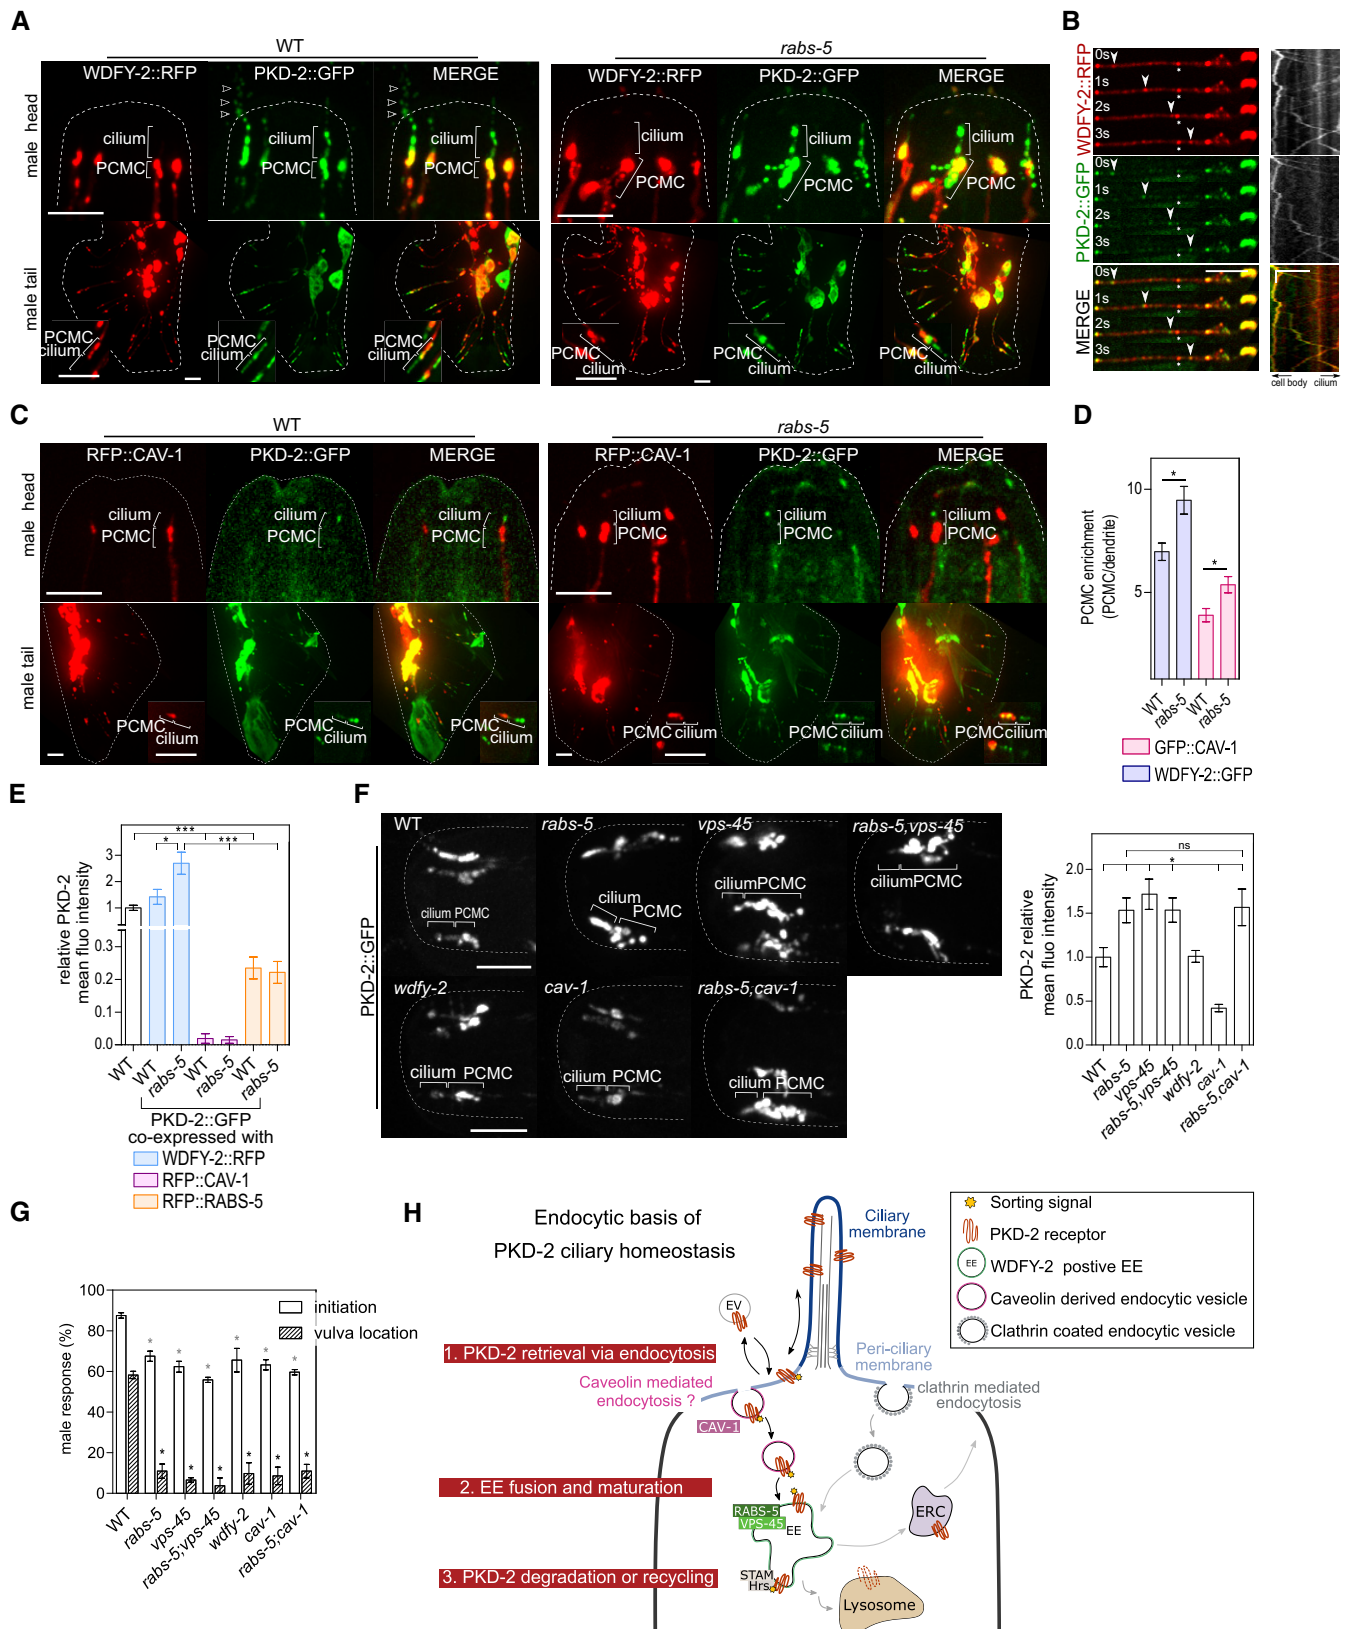 A
WT
rabs-5
WDFY-2::RFP PKD-2::GFP MERGE
WDFY-2::RFP PKD-2::GFP MERGE
male head
cilium
PCMC
cilium
PCMC
cilium
PCMC
cilium
PCMC
cilium
PCMC
cilium
PCMC
male tail
PCMC
cilium
PCMC
cilium
PCMC
cilium
PCMC
cilium
PCMC
cilium
PCMC
cilium
B
WDFY-2::RFP
0s
1s
2s
3s
PKD-2::GFP
0s
1s
2s
3s
MERGE
0s
1s
2s
3s
cell body cilium
C
WT
rabs-5
RFP::CAV-1 PKD-2::GFP MERGE
RFP::CAV-1 PKD-2::GFP MERGE
male head
cilium
PCMC
cilium
PCMC
cilium
PCMC
cilium
PCMC
cilium
PCMC
cilium
PCMC
male tail
PCMC
cilium
PCMC
cilium
PCMC
cilium
PCMC cilium
PCMC cilium
PCMC cilium
D
PCMC enrichment
(PCMC/dendrite)
10
5
*
*
WT
rabs-5
WT
rabs-5
GFP::CAV-1
WDFY-2::GFP
E
relative PKD-2
mean fluo intensity
3
2
1
0.3
0.2
0.1
0.0
***
*
***
WT
WT
rabs-5
WT
rabs-5
WT
rabs-5
PKD-2::GFP
co-expressed with
WDFY-2::RFP
RFP::CAV-1
RFP::RABS-5
F
PKD-2::GFP
WT
cilium PCMC
rabs-5
cilium
PCMC
vps-45
cilium PCMC
rabs-5,vps-45
cilium PCMC
wdfy-2
cilium PCMC
cav-1
cilium PCMC
rabs-5,cav-1
cilium PCMC
PKD-2 relative
mean fluo intensity
2.0
1.5
1.0
0.5
0.0
ns
*
WT
rabs-5
vps-45
rabs-5,vps-45
wdfy-2
cav-1
rabs-5,cav-1
G
male response (%)
100
80
60
40
20
0
initiation
vulva location
* * * * * *
* * * * * *
WT
rabs-5
vps-45
rabs-5;vps-45
wdfy-2
cav-1
rabs-5;cav-1
H
Endocytic basis of
PKD-2 ciliary homeostasis
Ciliary
membrane
Sorting signal
PKD-2 receptor
EE
WDFY-2 postive EE
Caveolin derived endocytic vesicle
Clathrin coated endocytic vesicle
EV
1. PKD-2 retrieval via endocytosis
Peri-ciliary
membrane
Caveolin mediated
endocytosis ?
clathrin mediated
endocytosis
CAV-1
2. EE fusion and maturation
RABS-5
VPS-45
EE
ERC
3. PKD-2 degradation or recycling
STAM
Hrs
Lysosome